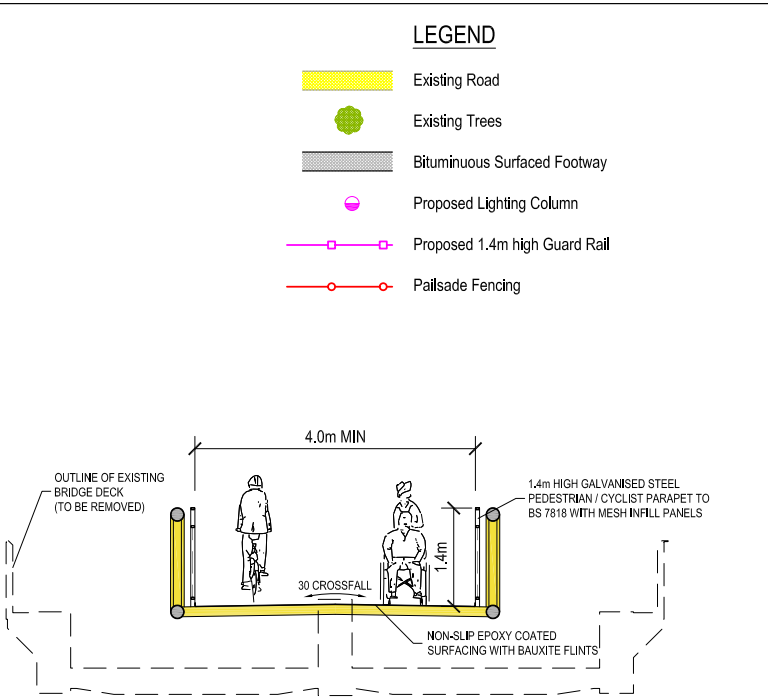 LEGEND
Existing Road
Existing Trees
Bituminuous Surfaced Footway
Proposed Lighting Column
Proposed 1.4m high Guard Rail
Pailsade Fencing
4.0m MIN
OUTLINE OF EXISTING
BRIDGE DECK
(TO BE REMOVED)
1.4m HIGH GALVANISED STEEL
PEDESTRIAN / CYCLIST PARAPET TO
BS 7818 WITH MESH INFILL PANELS
1.4m
30 CROSSFALL
NON-SLIP EPOXY COATED
SURFACING WITH BAUXITE FLINTS